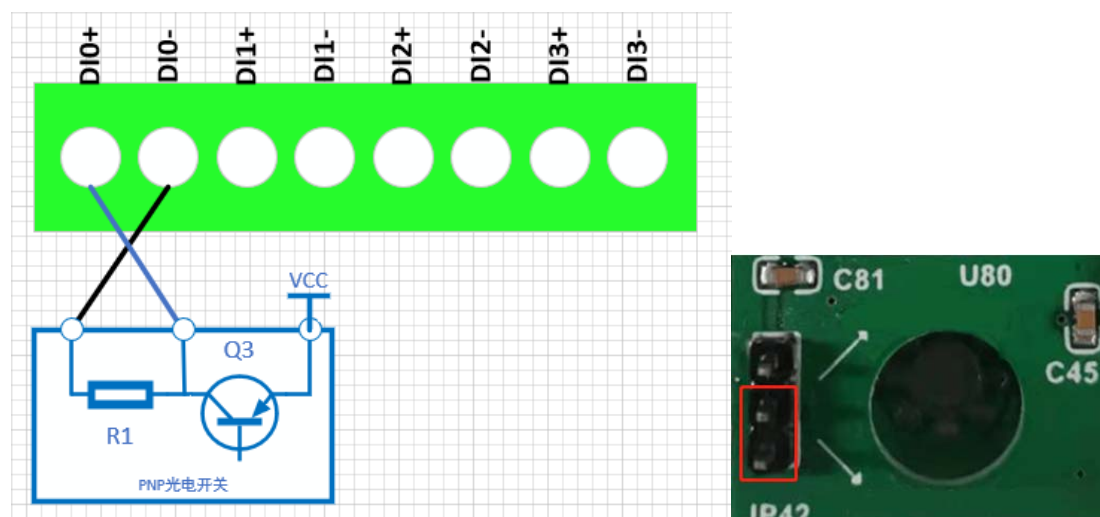 DI0+
DI0-
DI1+
DI1-
DI2+
DI2-
DI3+
DI3-
VCC
Q3
R1
PNP光电开关
C81
U80
C45